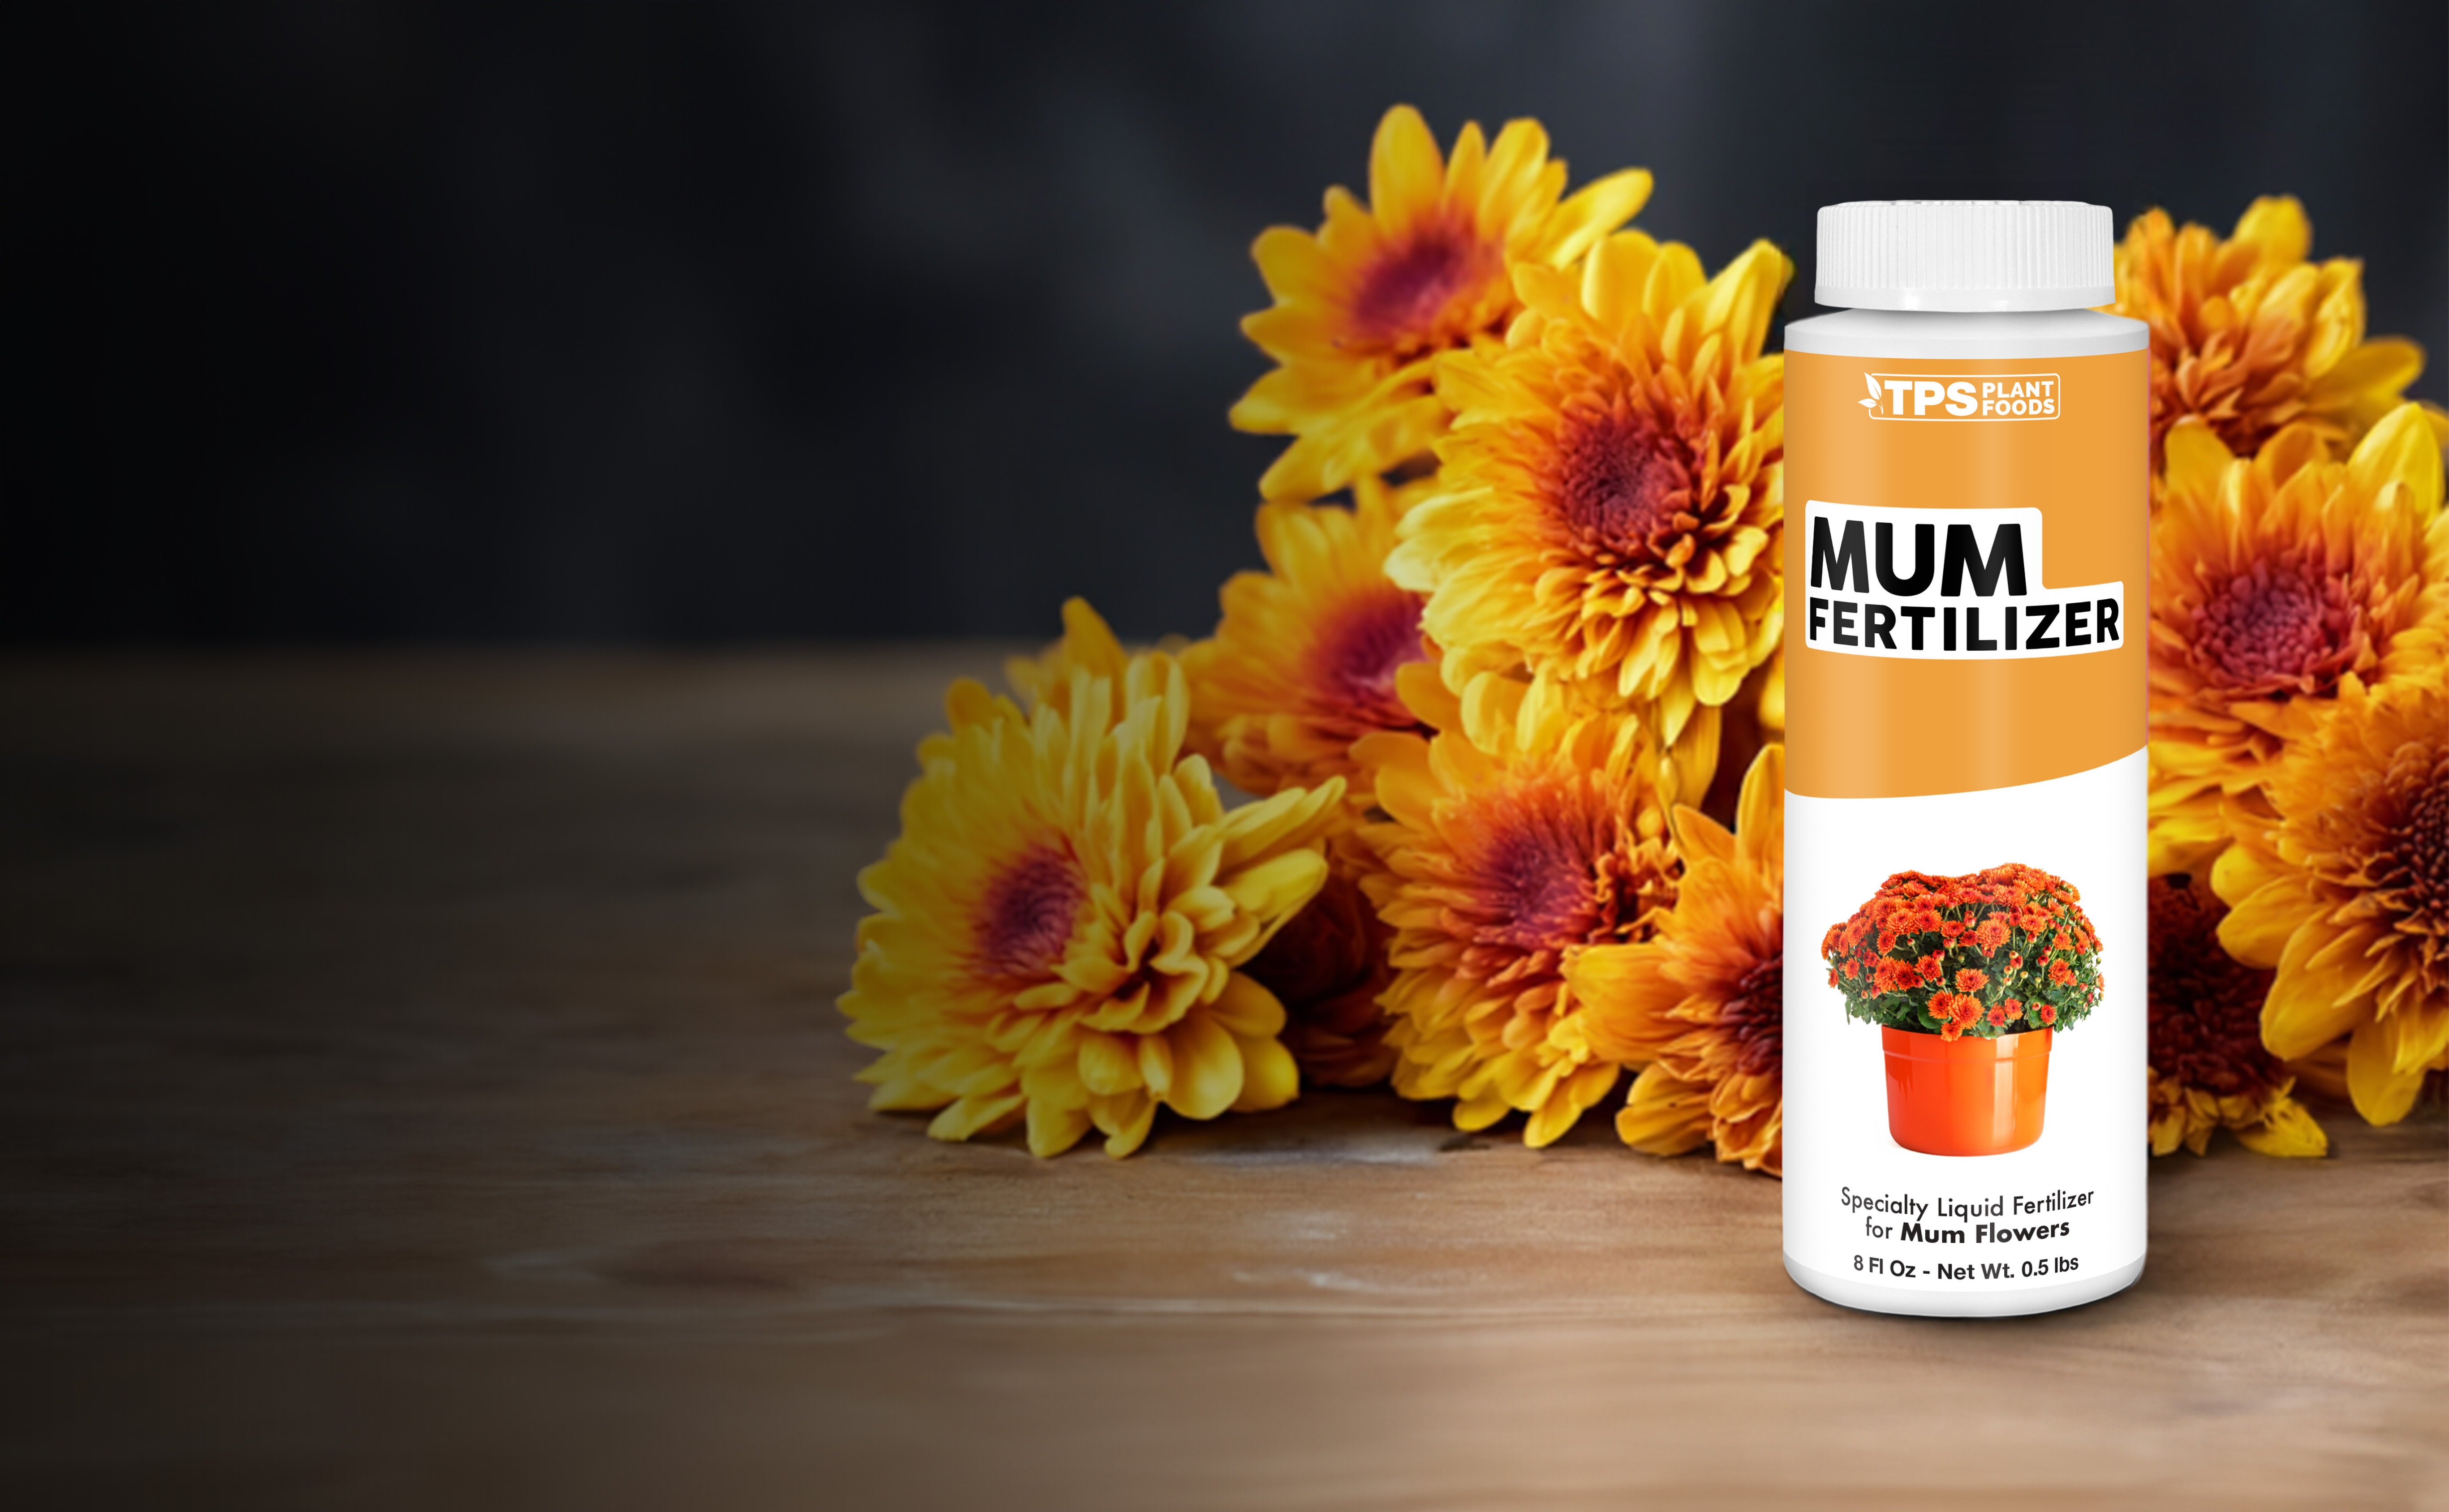 TPS PLANT FOODS
MUM
FERTILIZER
Specialty Liquid Fertilizer
for Mum Flowers
8 Fl Oz - Net Wt. 0.5 lbs